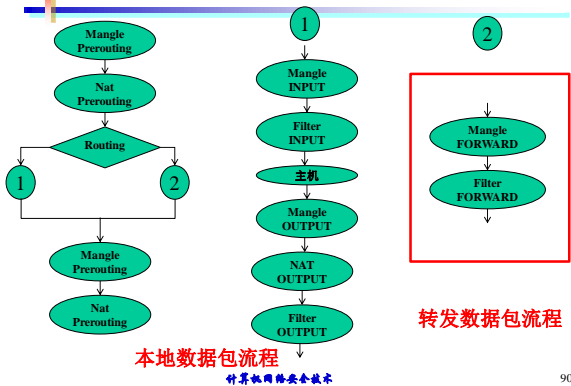 Mangle
Prerouting
Nat
Prerouting
Routing
1
2
Mangle
Prerouting
Nat
Prerouting
1
Mangle
INPUT
Filter
INPUT
主机
Mangle
OUTPUT
NAT
OUTPUT
Filter
OUTPUT
本地数据包流程
2
Mangle
FORWARD
Filter
FORWARD
转发数据包流程
计算机网络安全技术
90